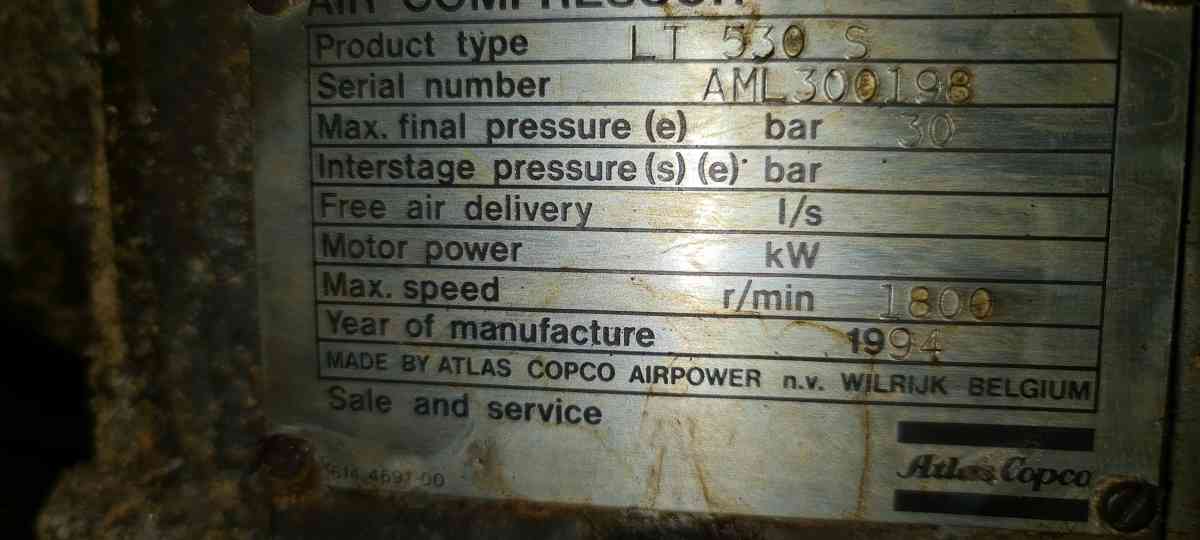 AIR COMPRESSOR
Product type LT 530 S
Serial number AML300198
Max. final pressure (e) bar 30
Interstage pressure (s) (e) bar
Free air delivery l/s
Motor power kW
Max. speed r/min 1800
Year of manufacture 1994
MADE BY ATLAS COPCO AIRPOWER n.v. WILRIJK BELGIUM
Sale and service
Atlas Copco